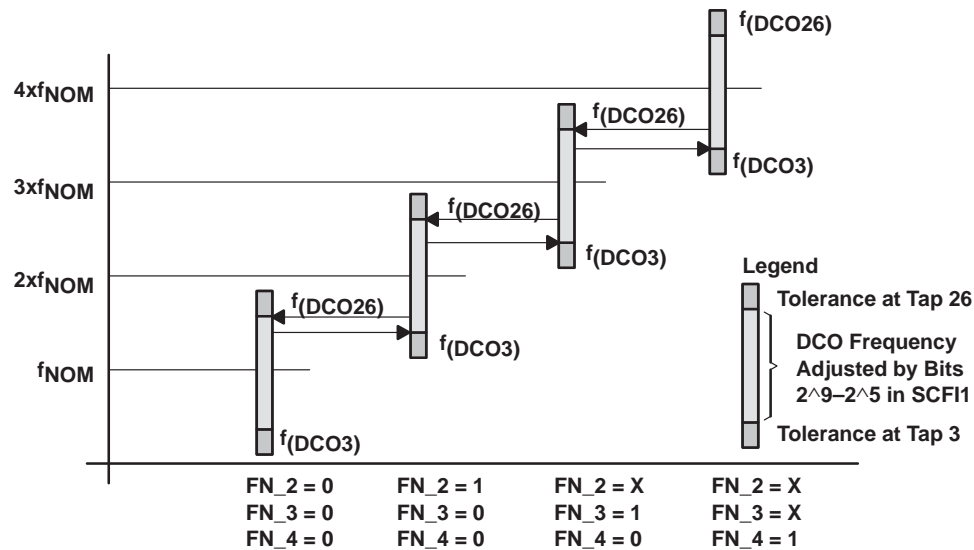 f(DCO26)
4xfNOM
f(DCO26)
f(DCO3)
3xfNOM
f(DCO26)
f(DCO3)
2xfNOM
f(DCO26)
f(DCO3)
fNOM
f(DCO3)
Legend
Tolerance at Tap 26
DCO Frequency
Adjusted by Bits
2^9–2^5 in SCFI1
Tolerance at Tap 3
FN_2 = 0 FN_2 = 1 FN_2 = X FN_2 = X
FN_3 = 0 FN_3 = 0 FN_3 = 1 FN_3 = X
FN_4 = 0 FN_4 = 0 FN_4 = 0 FN_4 = 1